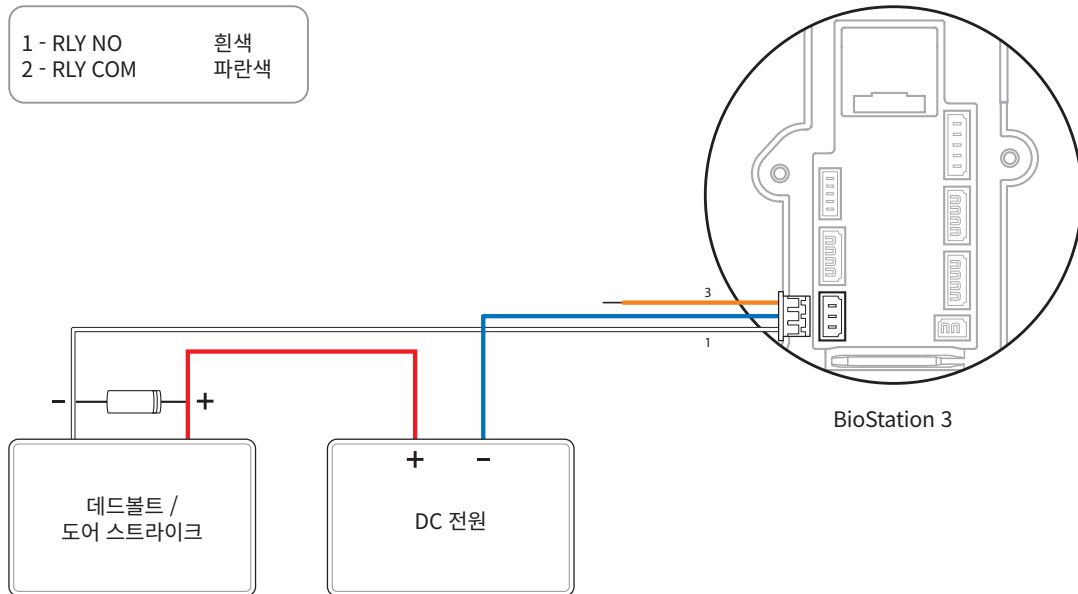 1 - RLY NO 흰색
2 - RLY COM 파란색
3
1
BioStation 3
- +
+ -
데드볼트 /
도어 스트라이크
DC 전원